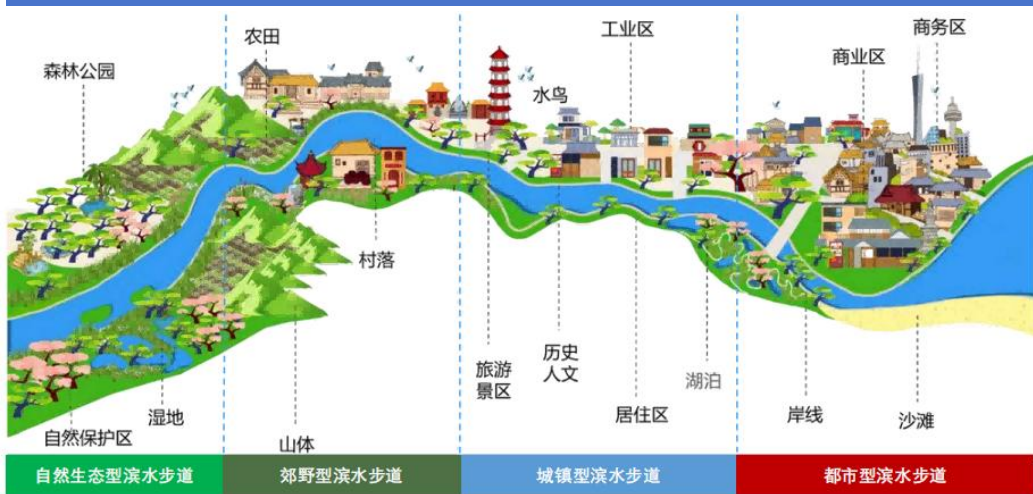 森林公园
农田
水鸟
工业区
商业区
商务区
村落
旅游
景区
历史
人文
居住区
湖泊
岸线
沙滩
自然保护区
湿地
山体
自然生态型滨水步道
郊野型滨水步道
城镇型滨水步道
都市型滨水步道